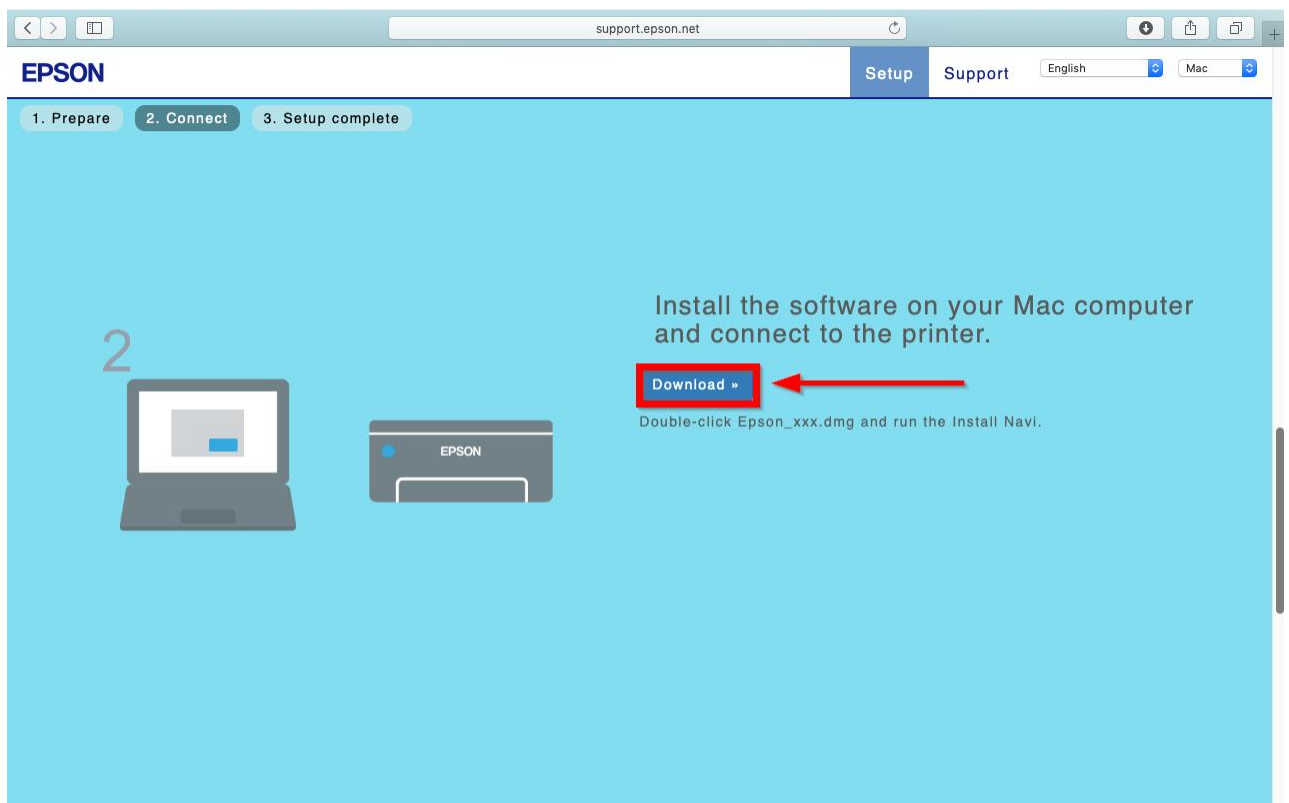 support.epson.net
EPSON
Setup
Support
English
Mac
1. Prepare
2. Connect
3. Setup complete
Install the software on your Mac computer
and connect to the printer.
2
Download »
Double-click Epson_xxx.dmg and run the Install Navi.
EPSON